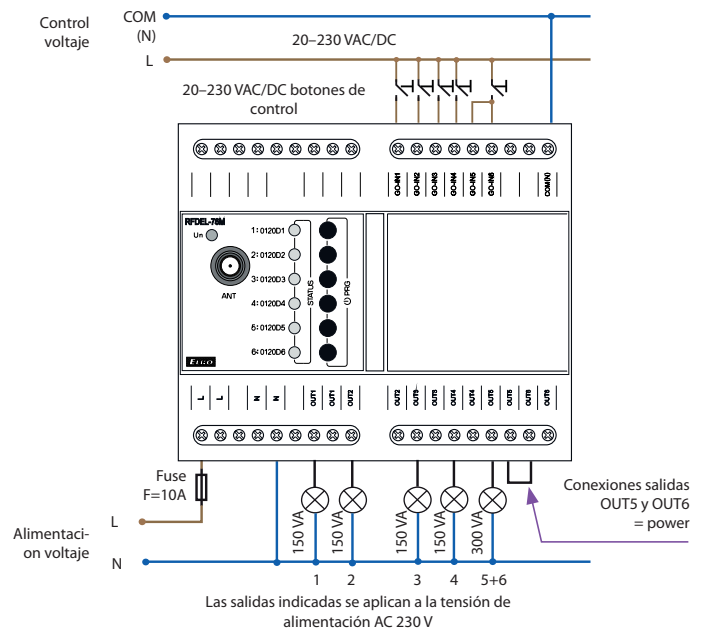 Control
voltaje
COM
(N)
L
20–230 VAC/DC
20–230 VAC/DC botones de
control
GO-IN1
GO-IN2
GO-IN3
GO-IN4
GO-IN5
GO-IN6
COM(N)
RFDEL-76M
Un
ANT
1: 0120D1
2: 0120D2
3: 0120D3
4: 0120D4
5: 0120D5
6: 0120D6
STATUS
PRG
ELKO
L
L
N
N
OUT1
OUT1
OUT2
OUT2
OUT3
OUT3
OUT4
OUT4
OUT5
OUT5
OUT6
OUT6
Fuse
F=10A
Conexiones salidas
OUT5 y OUT6
= power
150 VA
150 VA
150 VA
150 VA
300 VA
L
Alimentaci-
on voltaje
N
1
2
3
4
5+6
Las salidas indicadas se aplican a la tensión de
alimentación AC 230 V